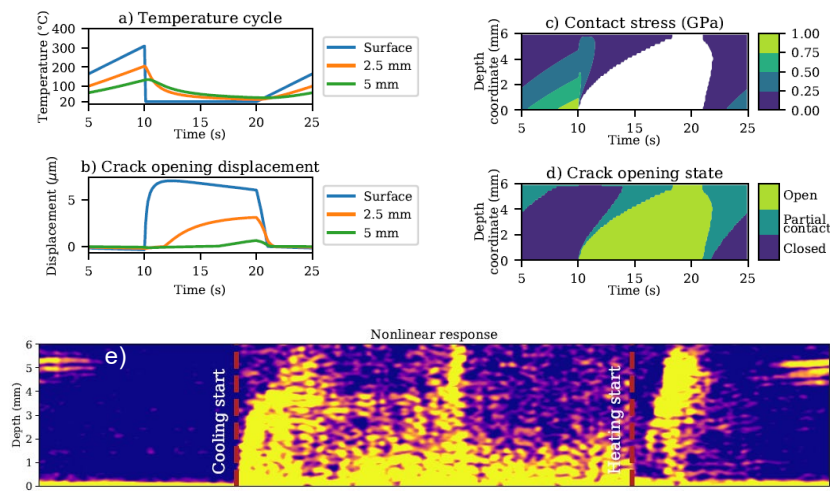 a) Temperature cycle
Temperature (°C)
400
300
200
100
20
5
10
15
20
25
Time (s)
Surface
2.5 mm
5 mm
b) Crack opening displacement
Displacement (μm)
5
0
5
10
15
20
25
Time (s)
Surface
2.5 mm
5 mm
c) Contact stress (GPa)
Depth
coordinate (mm)
6
4
2
0
5
10
15
20
25
Time (s)
1.00
0.75
0.50
0.25
0.00
d) Crack opening state
Depth
coordinate (mm)
6
4
2
0
5
10
15
20
25
Time (s)
Open
Partial
contact
Closed
Nonlinear response
e)
Depth (mm)
6
5
4
3
2
1
0
Cooling start
Heating start